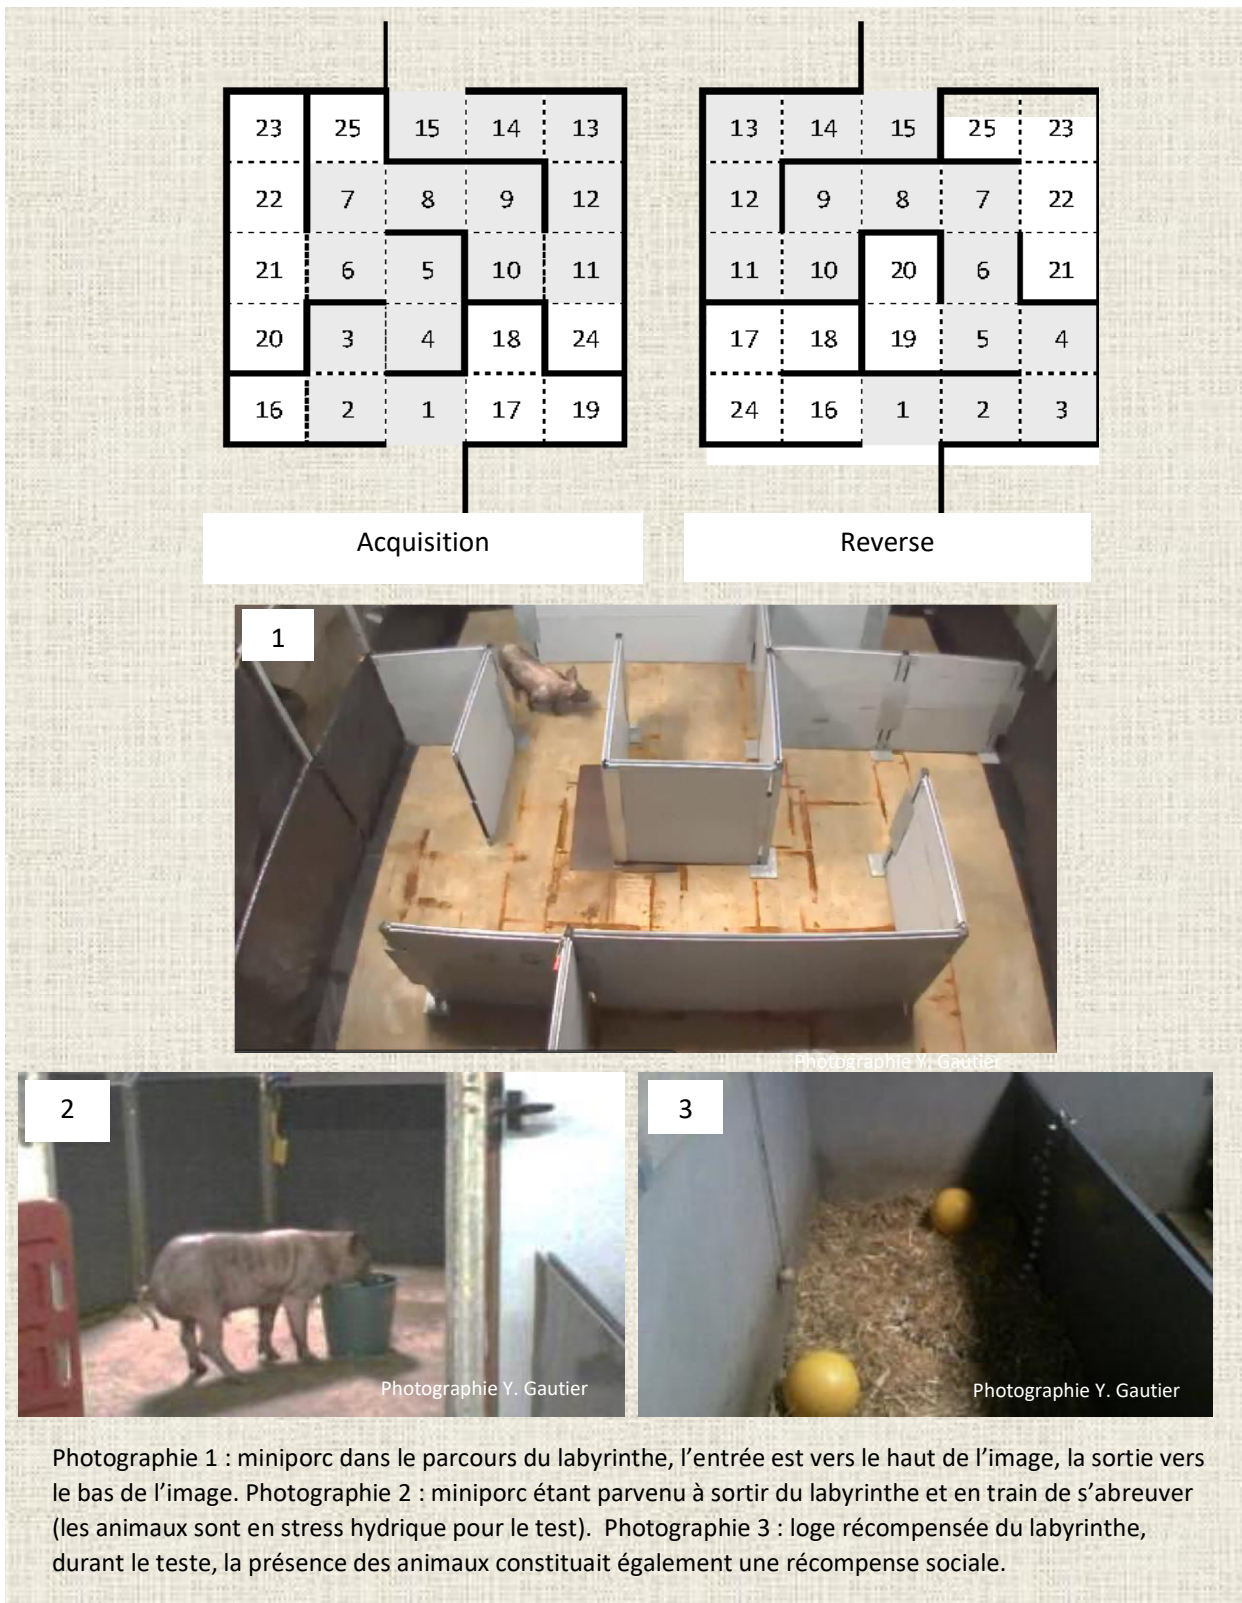 23 25 15 14 13
22 7 8 9 12
21 6 5 10 11
20 3 4 18 24
16 2 1 17 19
13 14 15 25 23
12 9 8 7 22
11 10 20 6 21
17 18 19 5 4
24 16 1 2 3
Acquisition
Reverse
1
Photographie Y. Gautier
2
Photographie Y. Gautier
3
Photographie Y. Gautier
Photographie 1 : miniporc dans le parcours du labyrinthe, l’entrée est vers le haut de l’image, la sortie vers
le bas de l’image. Photographie 2 : miniporc étant parvenu à sortir du labyrinthe et en train de s’abreuver
(les animaux sont en stress hydrique pour le test). Photographie 3 : loge récompensée du labyrinthe,
durant le teste, la présence des animaux constituait également une récompense sociale.